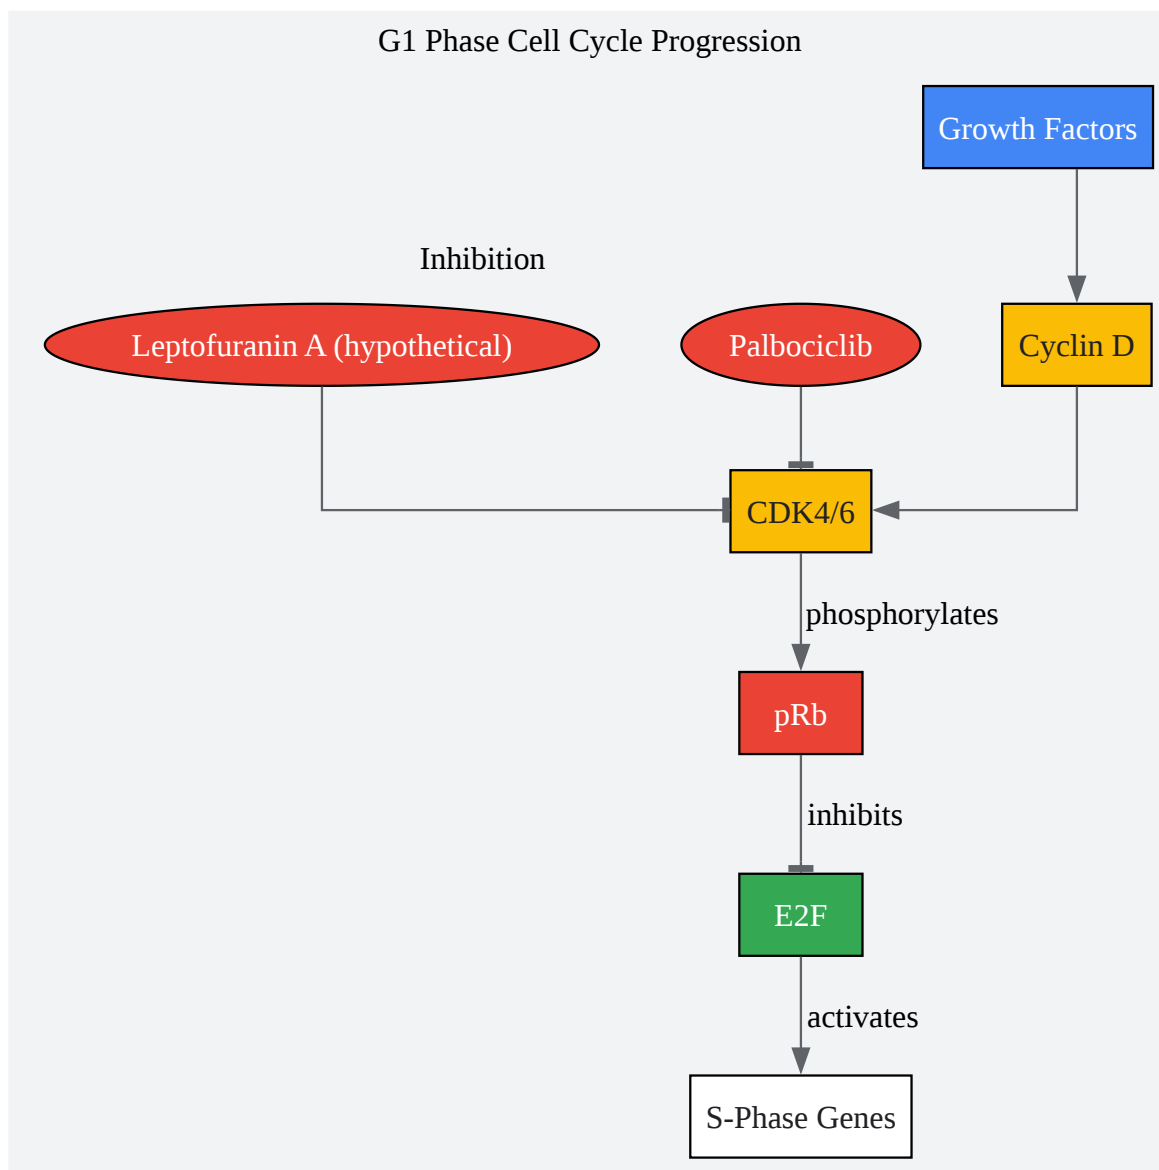 G1 Phase Cell Cycle Progression
Growth Factors
Inhibition
Leptofuranin A (hypothetical)
Palbociclib
Cyclin D
CDK4/6
phosphorylates
pRb
inhibits
E2F
activates
S-Phase Genes